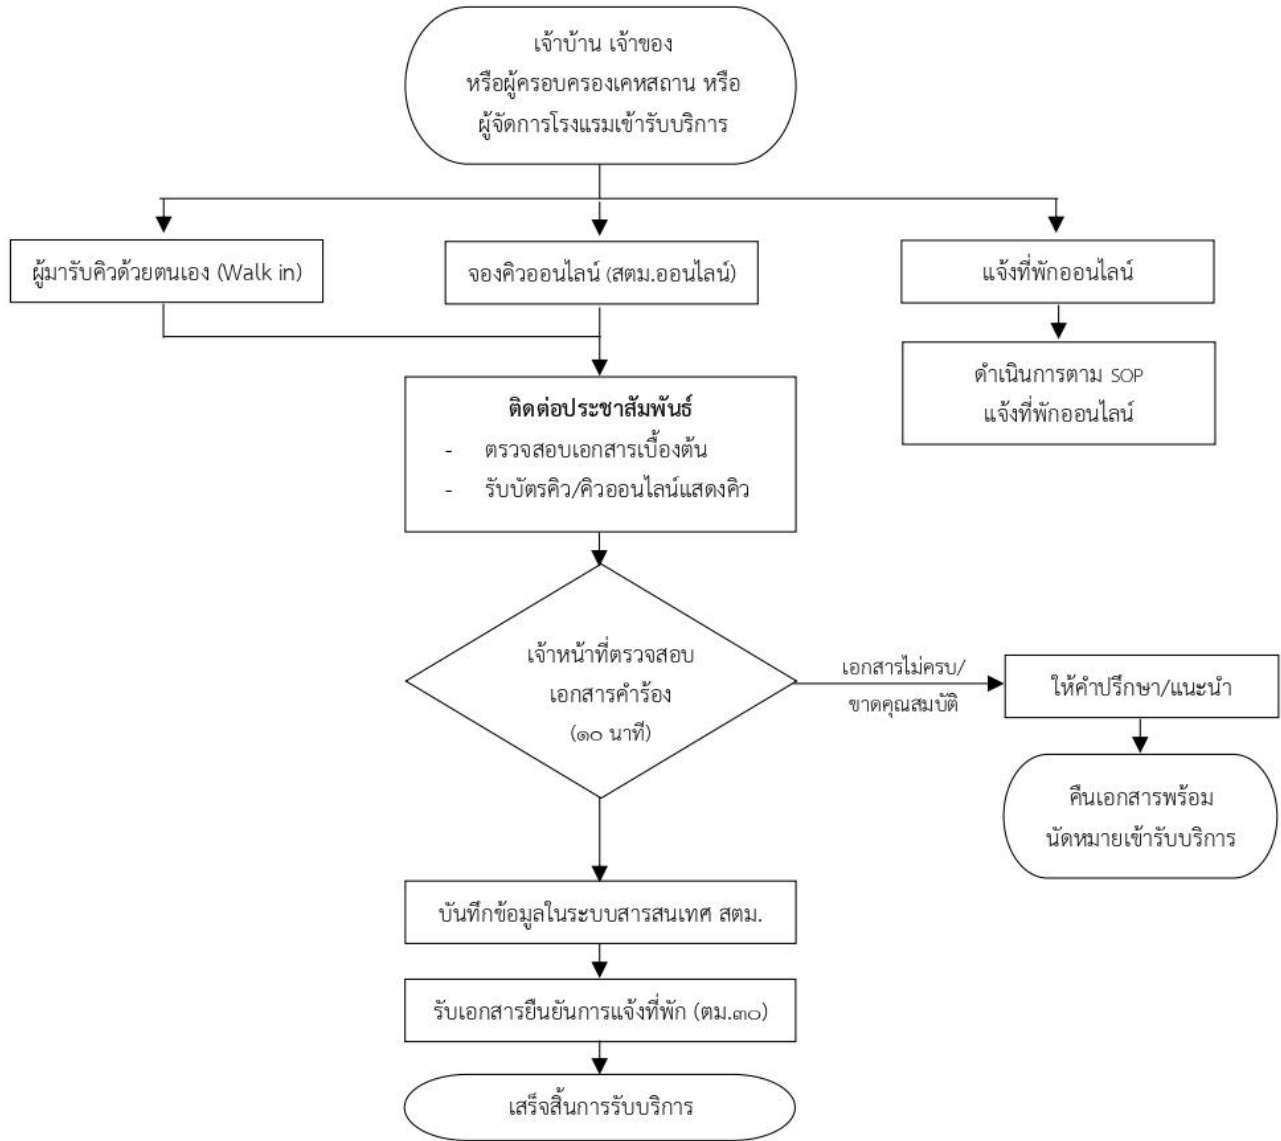 เจ้าบ้าน เจ้าของ
หรือผู้ครอบครองเคหสถาน หรือ
ผู้จัดการโรงแรมเข้ารับบริการ
ผู้มารับคิวด้วยตนเอง (Walk in)
จองคิวออนไลน์ (สตม.ออนไลน์)
แจ้งที่พักออนไลน์
ดำเนินการตาม SOP
แจ้งที่พักออนไลน์
ติดต่อประชาสัมพันธ์
- ตรวจสอบเอกสารเบื้องต้น
- รับบัตรคิว/คิวออนไลน์แสดงคิว
เจ้าหน้าที่ตรวจสอบ
เอกสารคำร้อง
(๑๐ นาที)
เอกสารไม่ครบ/
ขาดคุณสมบัติ
ให้คำปรึกษา/แนะนำ
คืนเอกสารพร้อม
นัดหมายเข้ารับบริการ
บันทึกข้อมูลในระบบสารสนเทศ สตม.
รับเอกสารยืนยันการแจ้งที่พัก (ตม.๓๐)
เสร็จสิ้นการรับบริการ